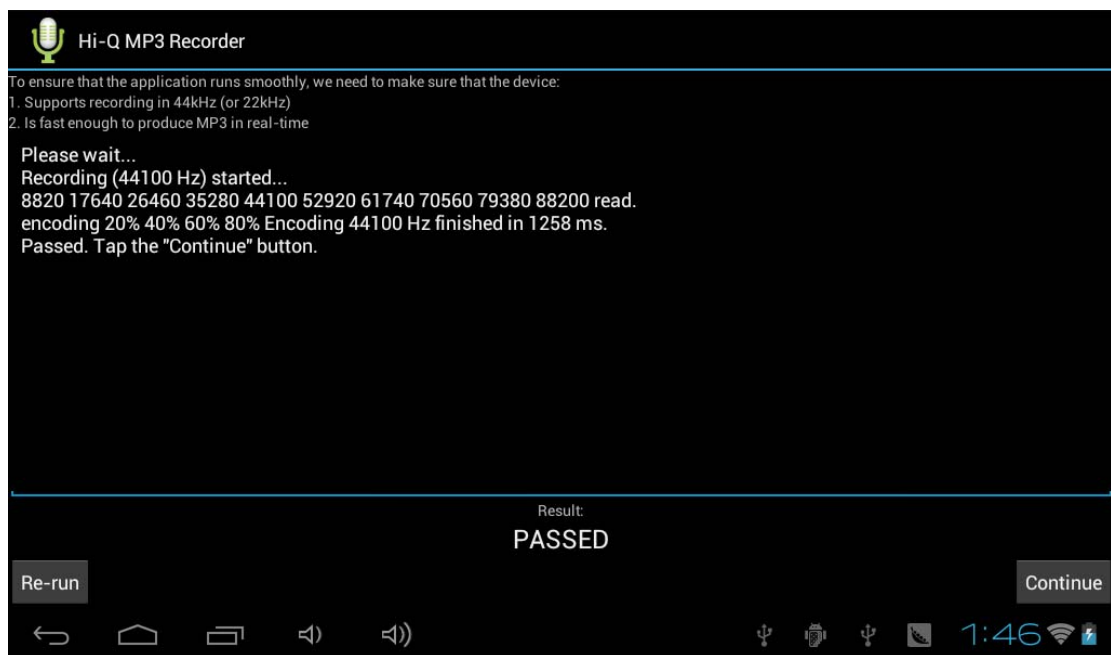 Hi-Q MP3 Recorder
To ensure that the application runs smoothly, we need to make sure that the device:
1. Supports recording in 44kHz (or 22kHz)
2. Is fast enough to produce MP3 in real-time
Please wait...
Recording (44100 Hz) started...
8820 17640 26460 35280 44100 52920 61740 70560 79380 88200 read.
encoding 20% 40% 60% 80% Encoding 44100 Hz finished in 1258 ms.
Passed. Tap the "Continue" button.
Result:
PASSED
Re-run
Continue
1:46